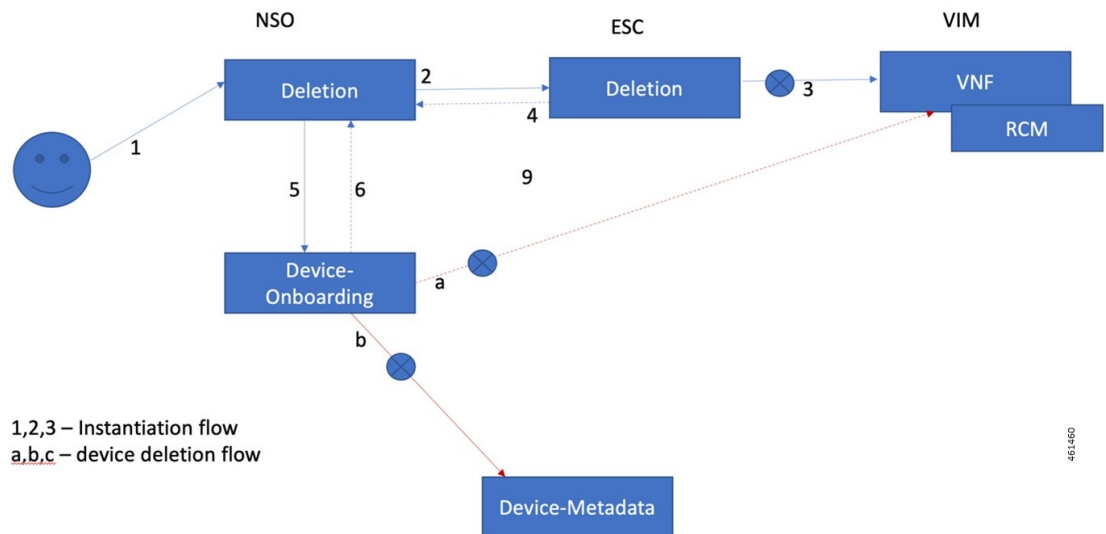 NSO
ESC
VIM
Deletion
2
Deletion
3
VNF
4
RCM
1
5
6
9
Device-
Onboarding
a
b
1,2,3 – Instantiation flow
a,b,c – device deletion flow
461460
Device-Metadata